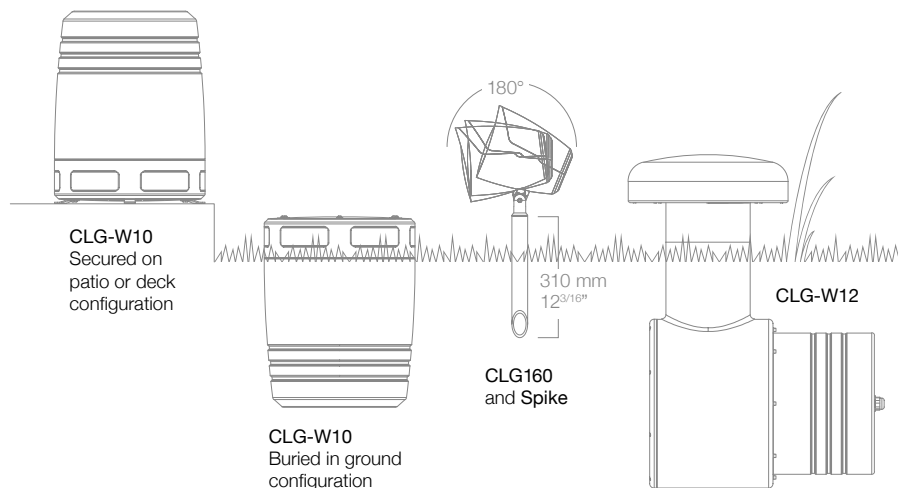 CLG-W10
Secured on
patio or deck
configuration
CLG-W10
Buried in ground
configuration
180°
310 mm
12 3/16"
CLG160
and Spike
CLG-W12